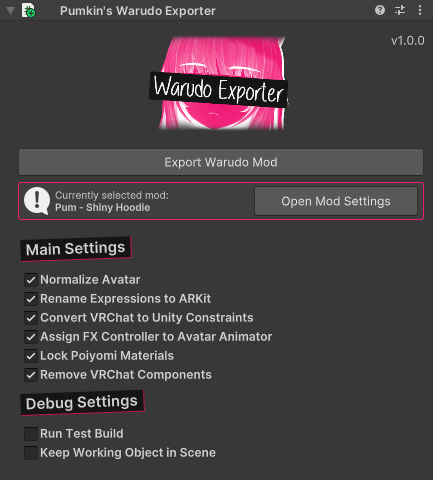 Pumkin's Warudo Exporter
v1.0.0
Warudo Exporter
Export Warudo Mod
Currently selected mod:
Pum - Shiny Hoodie
Open Mod Settings
Main Settings
Normalize Avatar
Rename Expressions to ARKit
Convert VRChat to Unity Constraints
Assign FX Controller to Avatar Animator
Lock Poiyomi Materials
Remove VRChat Components
Debug Settings
Run Test Build
Keep Working Object in Scene